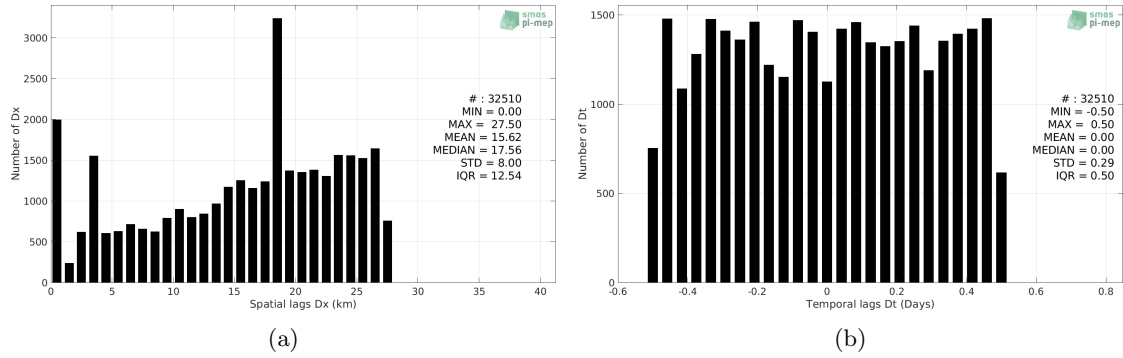 smos
pi-mep
3000
2500
2000
1500
1000
500
0
Number of Dx
# : 32510
MIN = 0.00
MAX = 27.50
MEAN = 15.62
MEDIAN = 17.56
STD = 8.00
IQR = 12.54
0 5 10 15 20 25 30 35 40
Spatial lags Dx (km)
(a)
smos
pi-mep
1500
1000
500
0
Number of Dt
# : 32510
MIN = -0.50
MAX = 0.50
MEAN = 0.00
MEDIAN = 0.00
STD = 0.29
IQR = 0.50
-0.6 -0.4 -0.2 0 0.2 0.4 0.6 0.8
Temporal lags Dt (Days)
(b)